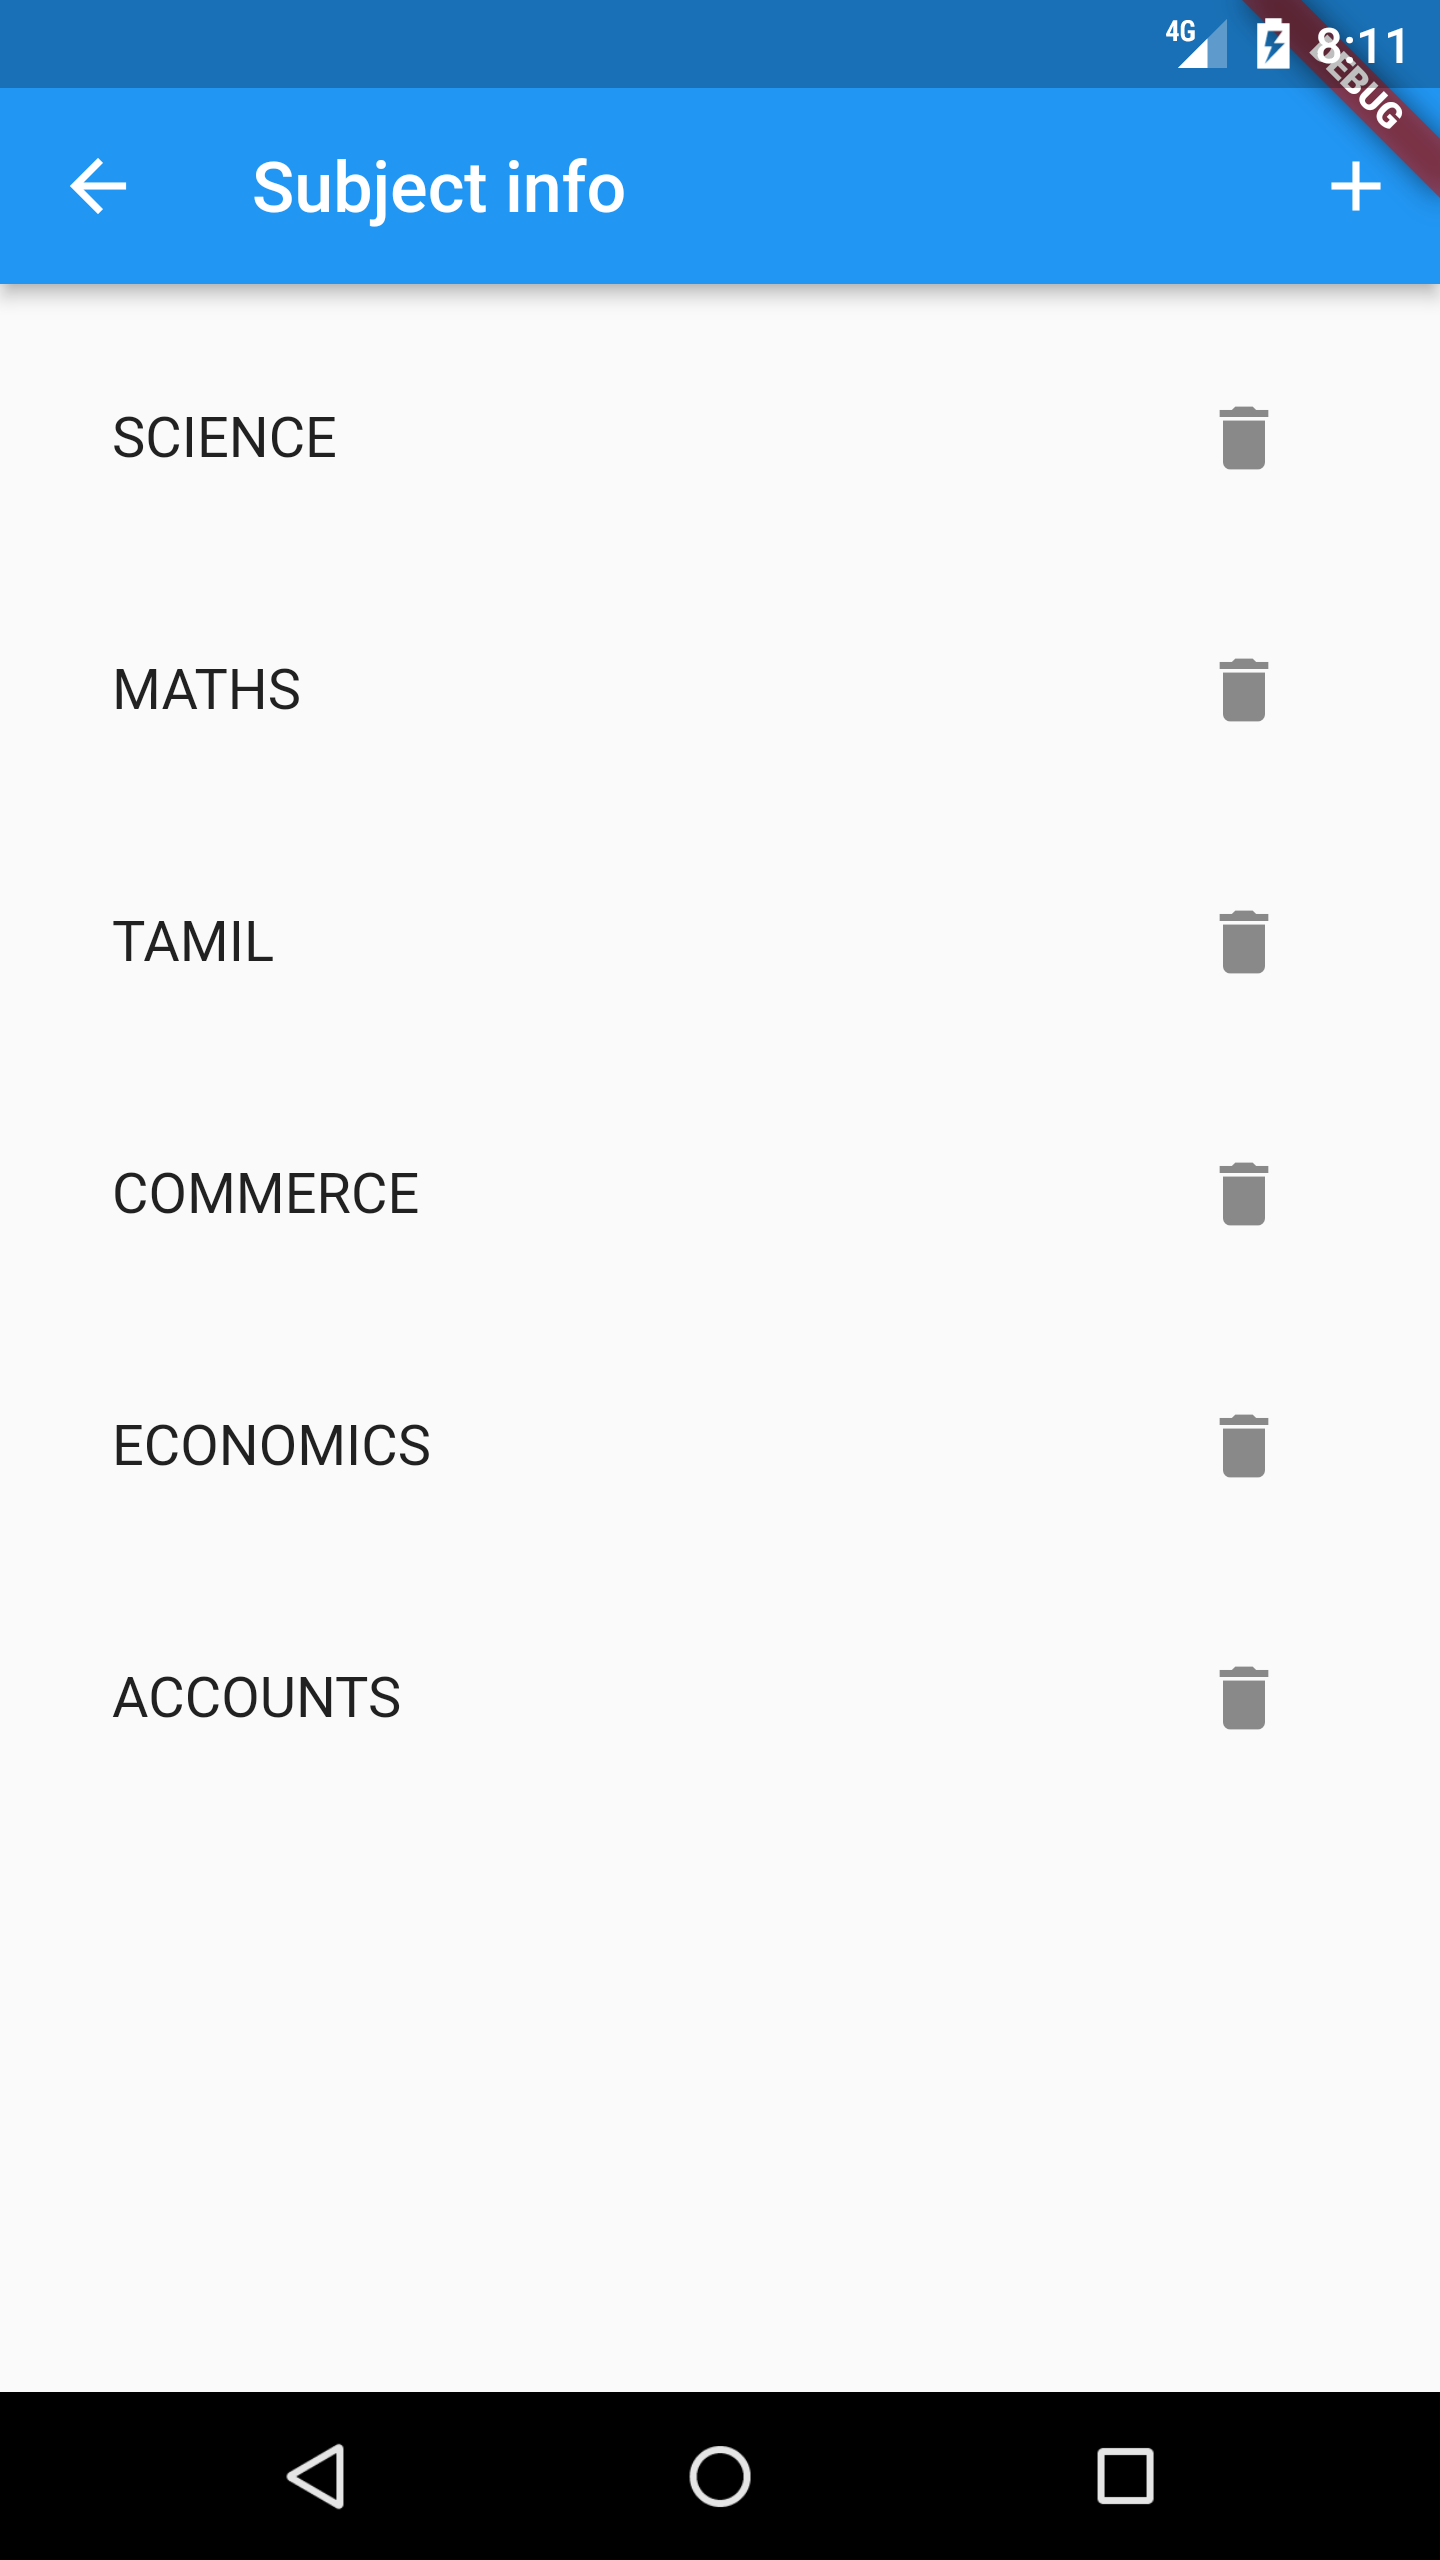 4G 8:11
DEBUG
Subject info
SCIENCE
MATHS
TAMIL
COMMERCE
ECONOMICS
ACCOUNTS